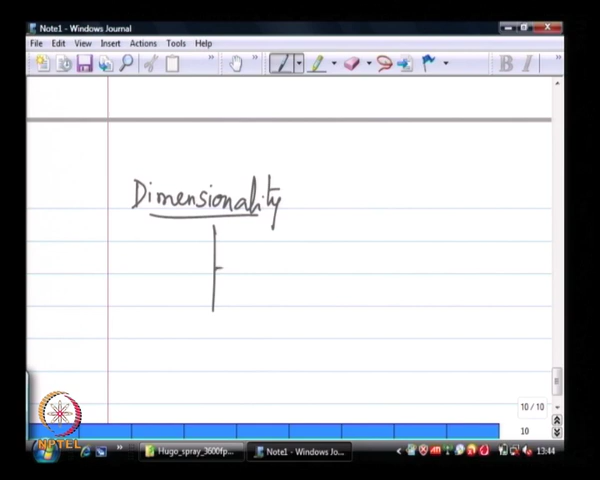 Note1 - Windows Journal
File Edit View Insert Actions Tools Help
B I
Dimensionality
10 / 10
10
NPTEL
Hugo_spray_3600fp...
Note1 - Windows Jo...
13:44